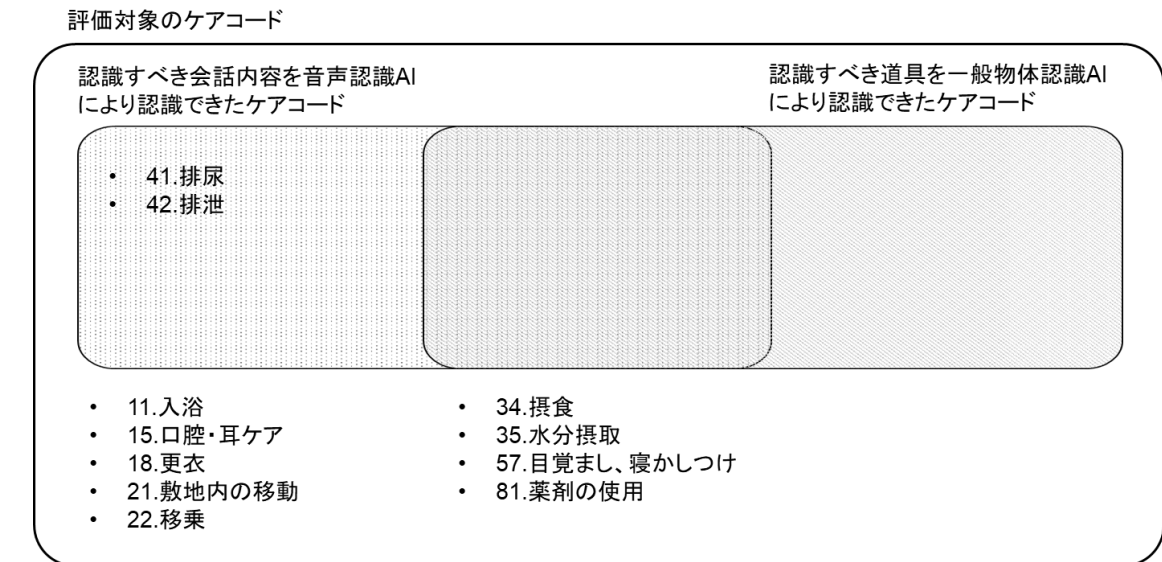 評価対象のケアコード
認識すべき会話内容を音声認識AI
により認識できたケアコード
認識すべき道具を一般物体認識AI
により認識できたケアコード
• 41.排尿
• 42.排泄
• 11.入浴
• 15.口腔・耳ケア
• 18.更衣
• 21.敷地内の移動
• 22.移乗
• 34.摂食
• 35.水分摂取
• 57.目覚まし、寝かしつけ
• 81.薬剤の使用